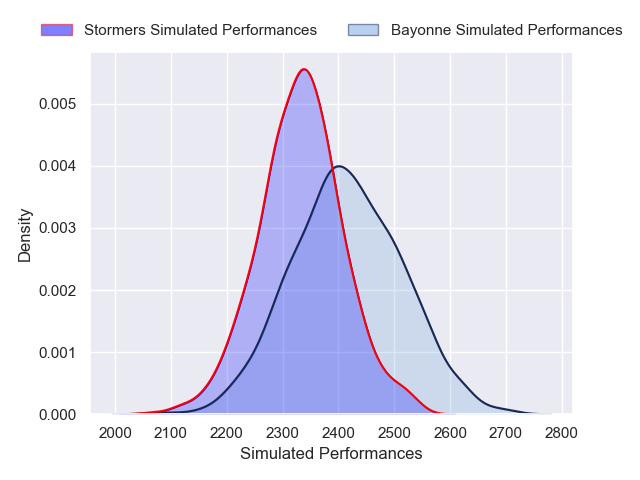 Stormers Simulated Performances
Bayonne Simulated Performances
0.005
0.004
0.003
0.002
0.001
0.000
Density
2000 2100 2200 2300 2400 2500 2600 2700 2800
Simulated Performances